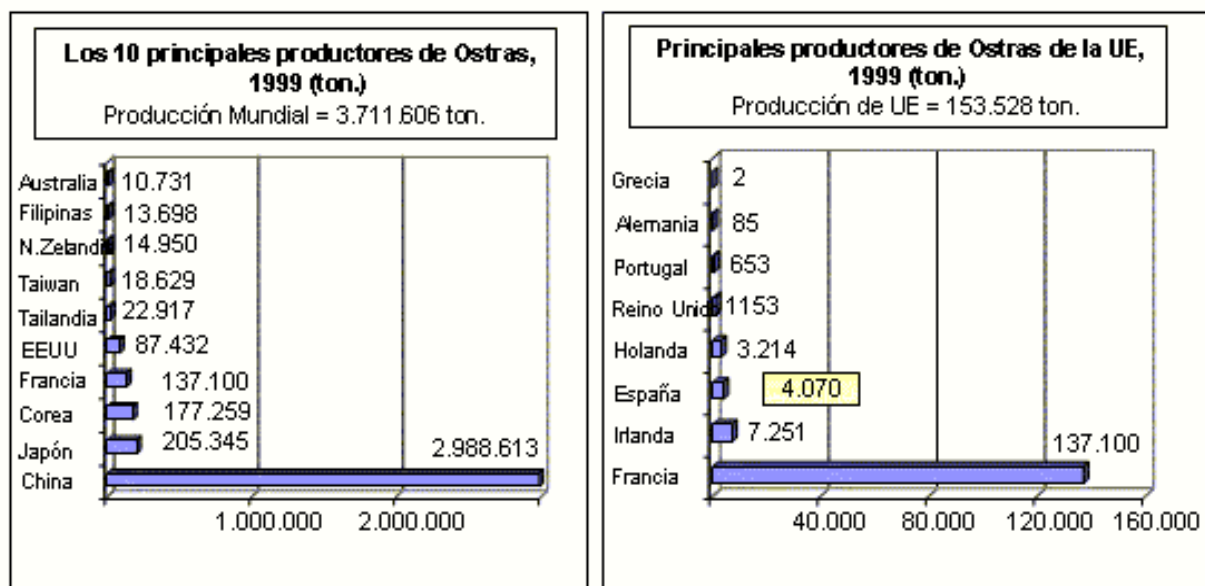 Los 10 principales productores de Ostras,
1999 (ton.)
Producción Mundial = 3.711.606 ton.
Australia 10.731
Filipinas 13.698
N.Zelandi 14.950
Taiwan 18.629
Tailandia 22.917
EEUU 87.432
Francia 137.100
Corea 177.259
Japón 205.345
China 2.988.613
1.000.000 2.000.000
Principales productores de Ostras de la UE,
1999 (ton.)
Producción de UE = 153.528 ton.
Grecia 2
Alemania 85
Portugal 653
Reino Unid 1153
Holanda 3.214
España 4.070
Irlanda 7.251
Francia 137.100
40.000 80.000 120.000 160.000